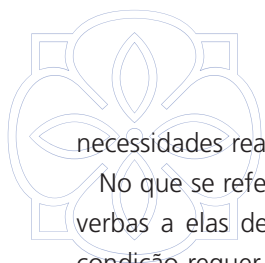 necessidades rea
No que se refe
verbas a elas de
condição requer